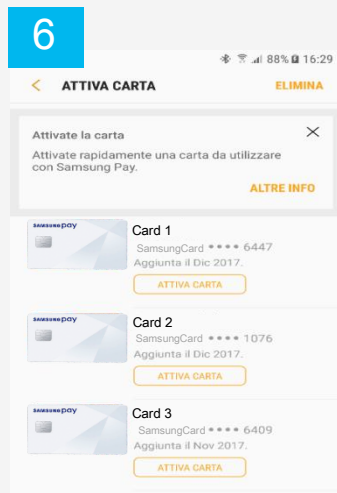 6
88% 16:29
< ATTIVA CARTA ELIMINA
Attivate la carta
Attivate rapidamente una carta da utilizzare
con Samsung Pay.
ALTRE INFO
SAMSUNG pay
Card 1
SamsungCard •••• 6447
Aggiunta il Dic 2017.
ATTIVA CARTA
SAMSUNG pay
Card 2
SamsungCard •••• 1076
Aggiunta il Dic 2017.
ATTIVA CARTA
SAMSUNG pay
Card 3
SamsungCard •••• 6409
Aggiunta il Nov 2017.
ATTIVA CARTA